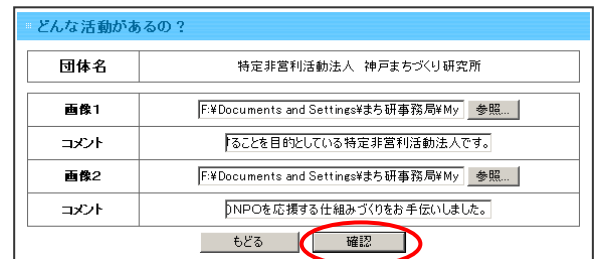 どんな活動があるの？
団体名 特定非営利活動法人 神戸まちづくり研究所
画像1 F:¥Documents and Settings¥まち研事務局¥My 参照...
コメント することを目的としている特定非営利活動法人です。
画像2 F:¥Documents and Settings¥まち研事務局¥My 参照...
コメント NPOを応援する仕組みづくりをお手伝いしました。
もどる 確認